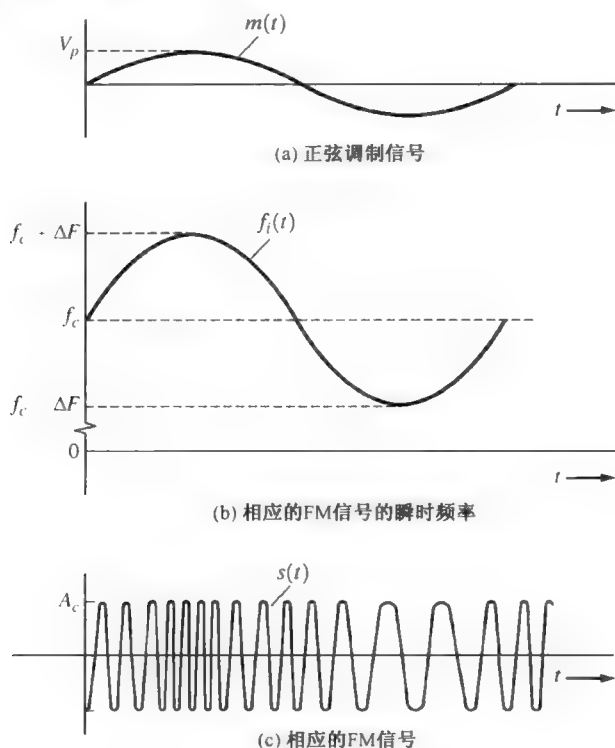 V_p
m(t)
t
(a) 正弦调制信号
f_c · ΔF
f_i(t)
f_c
f_c ΔF
0
t
(b) 相应的FM信号的瞬时频率
s(t)
A_c
t
(c) 相应的FM信号